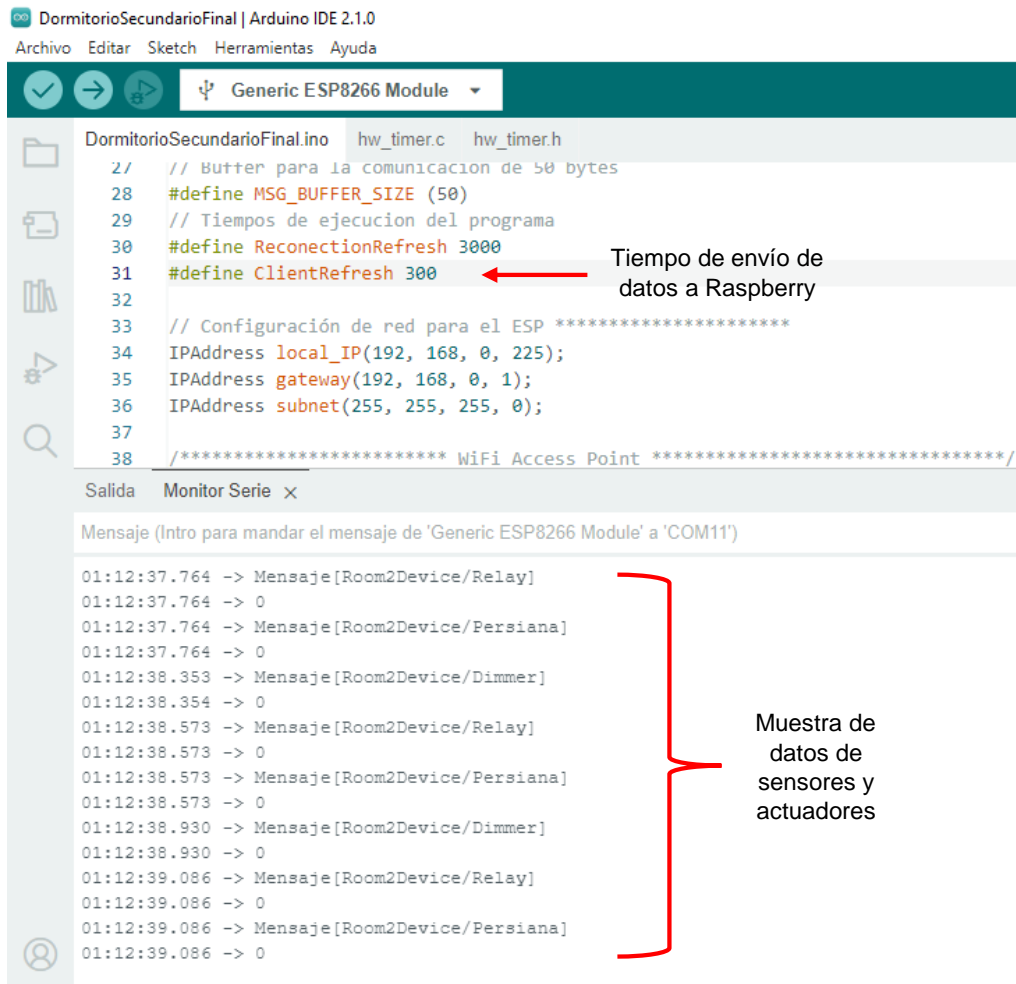 DormitorioSecundarioFinal | Arduino IDE 2.1.0
Archivo Editar Sketch Herramientas Ayuda
Generic ESP8266 Module
DormitorioSecundarioFinal.ino hw_timer.c hw_timer.h
27 // Buffer para la comunicacion de 50 bytes
28 #define MSG_BUFFER_SIZE (50)
29 // Tiempos de ejecucion del programa
30 #define ReconectionRefresh 3000
31 #define ClientRefresh 300
Tiempo de envío de
datos a Raspberry
32
33 // Configuración de red para el ESP **********************
34 IPAddress local_IP(192, 168, 0, 225);
35 IPAddress gateway(192, 168, 0, 1);
36 IPAddress subnet(255, 255, 255, 0);
37
38 /************************* WiFi Access Point *********************************/
Salida Monitor Serie ×
Mensaje (Intro para mandar el mensaje de 'Generic ESP8266 Module' a 'COM11')
01:12:37.764 -> Mensaje[Room2Device/Relay]
01:12:37.764 -> 0
01:12:37.764 -> Mensaje[Room2Device/Persiana]
01:12:37.764 -> 0
01:12:38.353 -> Mensaje[Room2Device/Dimmer]
01:12:38.354 -> 0
01:12:38.573 -> Mensaje[Room2Device/Relay]
01:12:38.573 -> 0
01:12:38.573 -> Mensaje[Room2Device/Persiana]
01:12:38.573 -> 0
01:12:38.930 -> Mensaje[Room2Device/Dimmer]
01:12:38.930 -> 0
01:12:39.086 -> Mensaje[Room2Device/Relay]
01:12:39.086 -> 0
01:12:39.086 -> Mensaje[Room2Device/Persiana]
01:12:39.086 -> 0
Muestra de
datos de
sensores y
actuadores